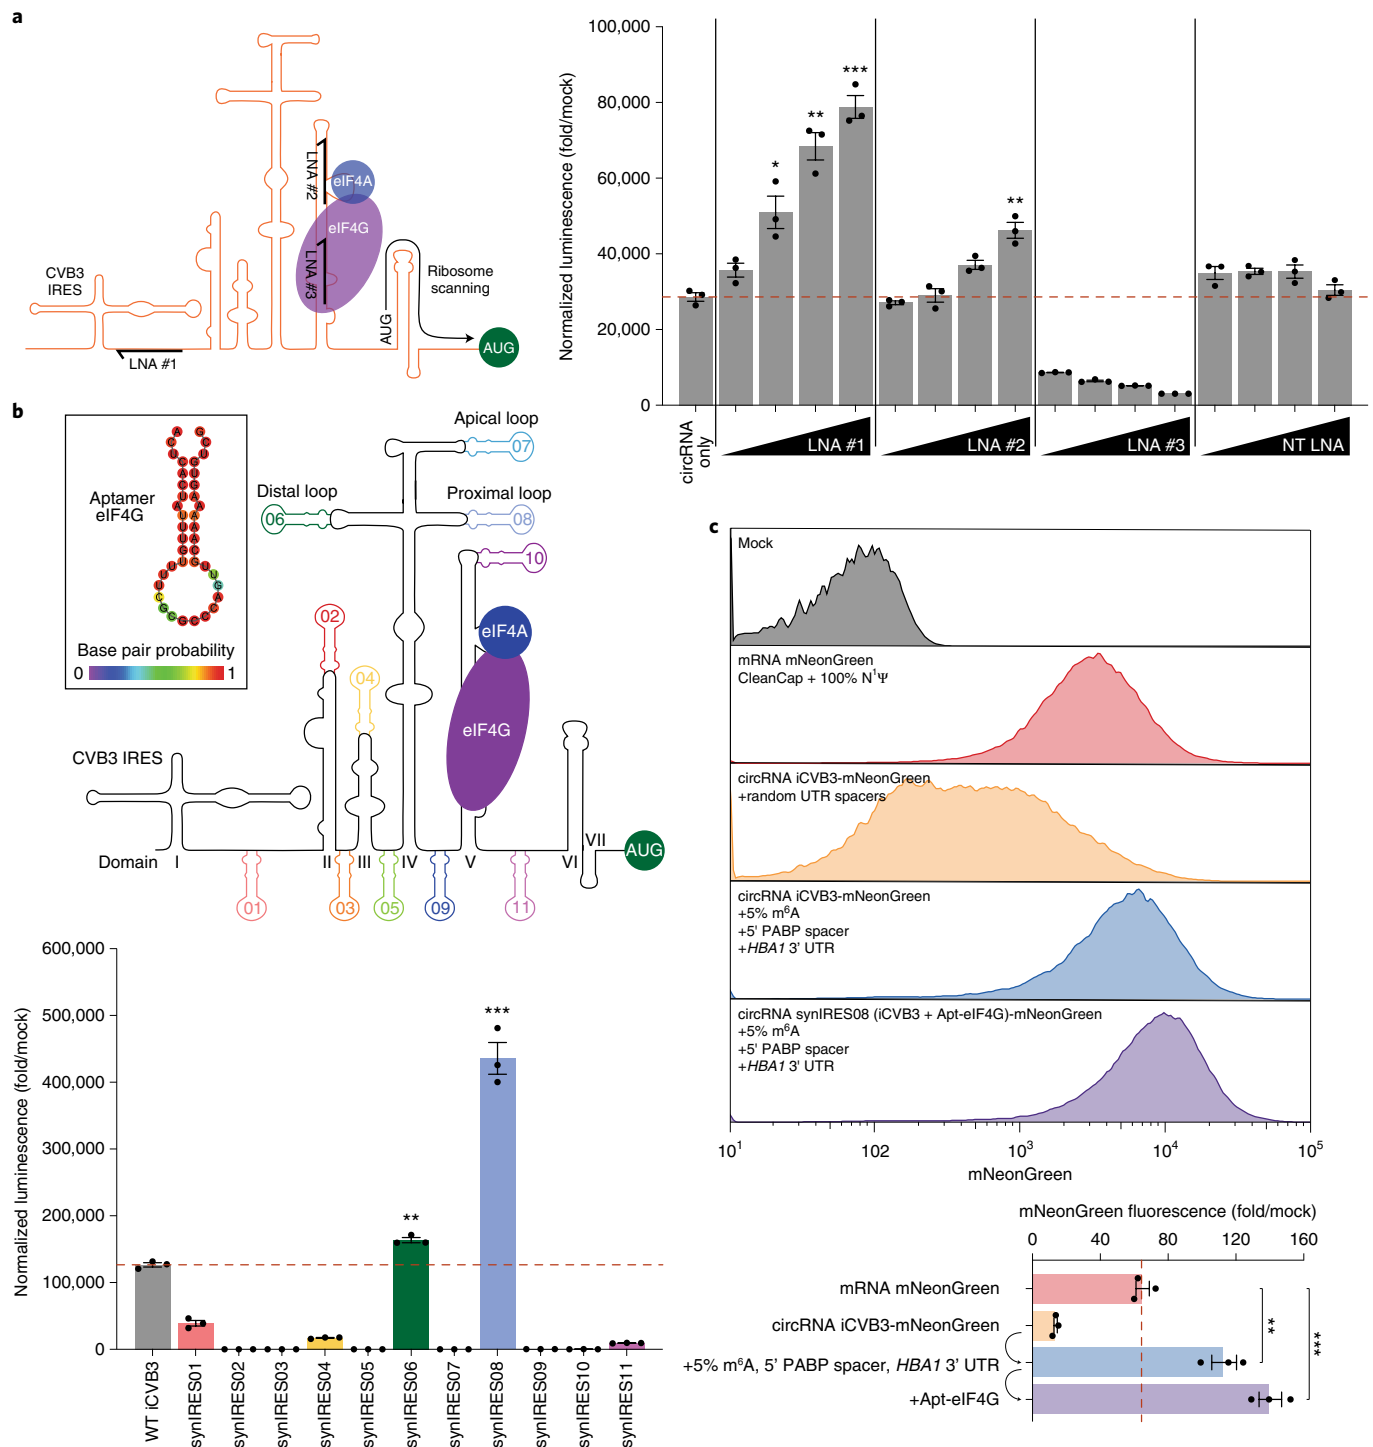 a
CVB3
IRES
LNA #1
LNA #2
LNA #3
eIF4A
eIF4G
AUG
Ribosome
scanning
AUG
Normalized luminescence (fold/mock)
100,000
80,000
60,000
40,000
20,000
0
*
**
***
**
circRNA
only
LNA #1
LNA #2
LNA #3
NT LNA
b
Aptamer
eIF4G
Base pair probability
0
1
Apical loop
07
Distal loop
06
Proximal loop
08
10
02
04
eIF4A
eIF4G
CVB3 IRES
Domain
I
II
III
IV
V
VI
VII
AUG
01
03
05
09
11
Normalized luminescence (fold/mock)
600,000
500,000
400,000
300,000
200,000
100,000
0
**
***
WT iCVB3
synIRES01
synIRES02
synIRES03
synIRES04
synIRES05
synIRES06
synIRES07
synIRES08
synIRES09
synIRES10
synIRES11
c
Mock
mRNA mNeonGreen
CleanCap + 100% N¹Ψ
circRNA iCVB3-mNeonGreen
+random UTR spacers
circRNA iCVB3-mNeonGreen
+5% m⁶A
+5' PABP spacer
+HBA1 3' UTR
circRNA synIRES08 (iCVB3 + Apt-eIF4G)-mNeonGreen
+5% m⁶A
+5' PABP spacer
+HBA1 3' UTR
10¹ 102 10³ 10⁴ 10⁵
mNeonGreen
mNeonGreen fluorescence (fold/mock)
0 40 80 120 160
mRNA mNeonGreen
circRNA iCVB3-mNeonGreen
+5% m⁶A, 5' PABP spacer, HBA1 3' UTR
+Apt-eIF4G
**
***